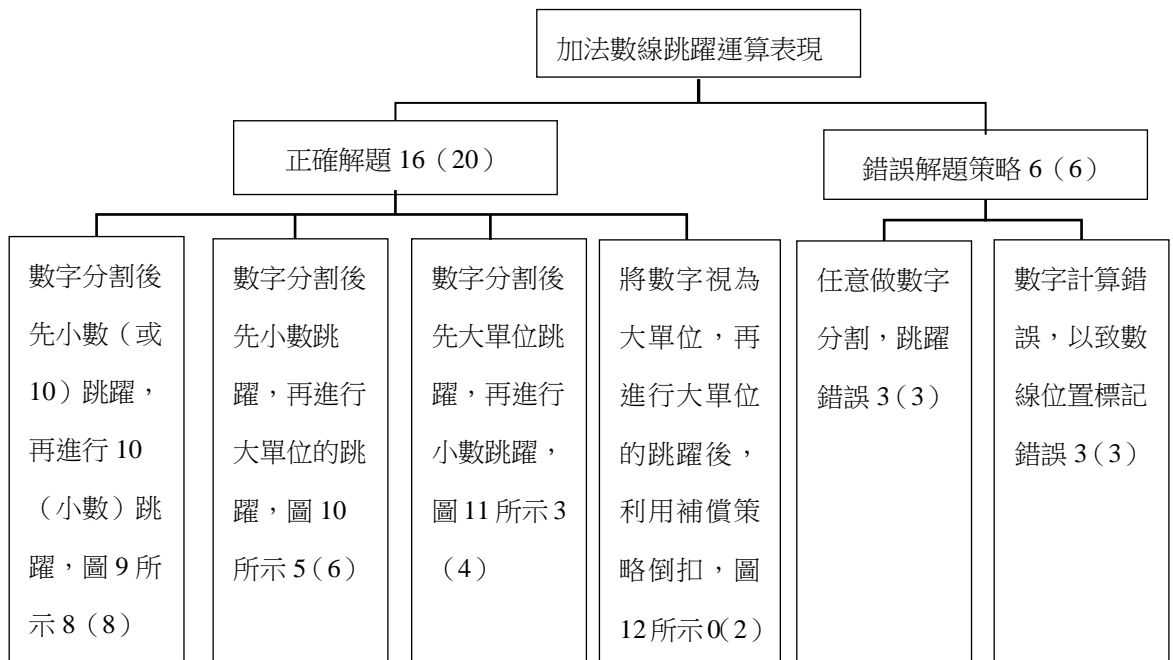 加法數線跳躍運算表現
正確解題 16（20）
錯誤解題策略 6（6）
數字分割後
先小數（或
10）跳躍，
再進行 10
（小數）跳
躍，圖 9 所
示 8（8）
數字分割後
先小數跳
躍，再進行
大單位的跳
躍，圖 10
所示 5（6）
數字分割後
先大單位跳
躍，再進行
小數跳躍，
圖 11 所示 3
（4）
將數字視為
大單位，再
進行大單位
的跳躍後，
利用補償策
略倒扣，圖
12 所示 0（2）
任意做數字
分割，跳躍
錯誤 3（3）
數字計算錯
誤，以致數
線位置標記
錯誤 3（3）